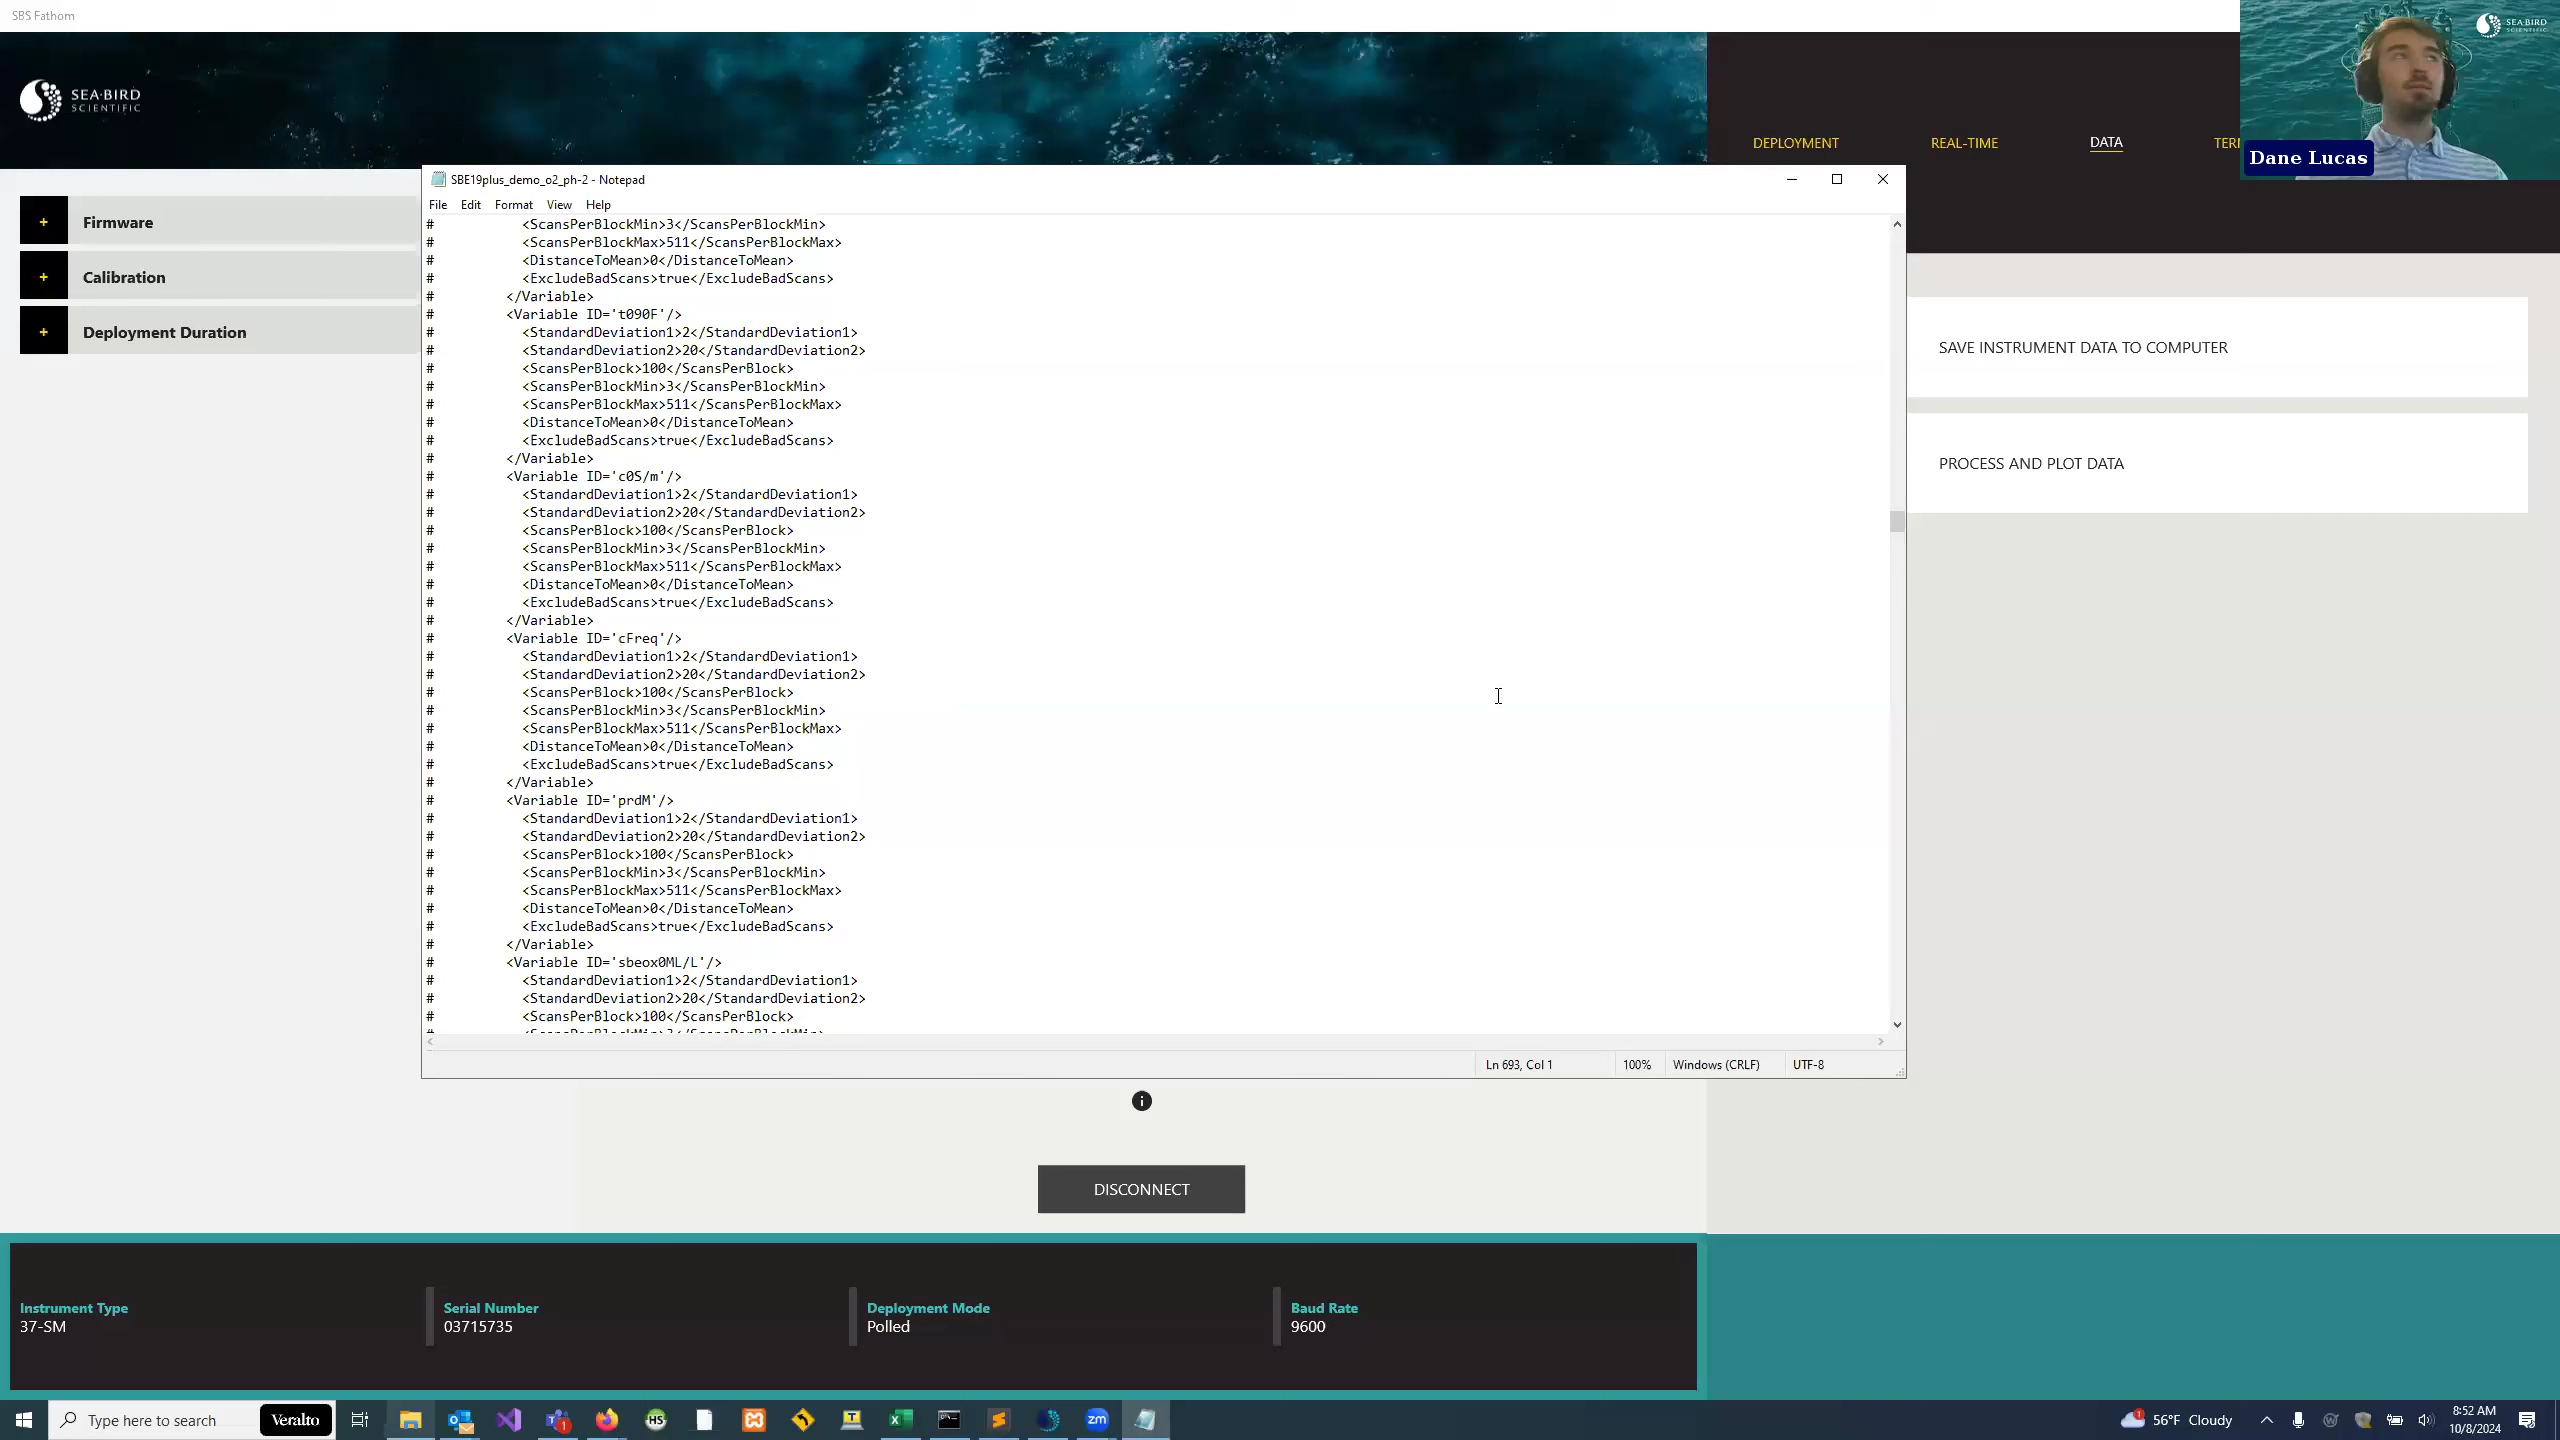 SBS Fathom
SEA·BIRD
SCIENTIFIC
DEPLOYMENT
REAL-TIME
DATA
SEA·BIRD
SCIENTIFIC
Dane Lucas
+ Firmware
+ Calibration
+ Deployment Duration
SBE19plus_demo_o2_ph-2 - Notepad
File Edit Format View Help
# <ScansPerBlockMin>3</ScansPerBlockMin>
# <ScansPerBlockMax>511</ScansPerBlockMax>
# <DistanceToMean>0</DistanceToMean>
# <ExcludeBadScans>true</ExcludeBadScans>
# </Variable>
# <Variable ID='t090F'/>
# <StandardDeviation1>2</StandardDeviation1>
# <StandardDeviation2>20</StandardDeviation2>
# <ScansPerBlock>100</ScansPerBlock>
# <ScansPerBlockMin>3</ScansPerBlockMin>
# <ScansPerBlockMax>511</ScansPerBlockMax>
# <DistanceToMean>0</DistanceToMean>
# <ExcludeBadScans>true</ExcludeBadScans>
# </Variable>
# <Variable ID='c0S/m'/>
# <StandardDeviation1>2</StandardDeviation1>
# <StandardDeviation2>20</StandardDeviation2>
# <ScansPerBlock>100</ScansPerBlock>
# <ScansPerBlockMin>3</ScansPerBlockMin>
# <ScansPerBlockMax>511</ScansPerBlockMax>
# <DistanceToMean>0</DistanceToMean>
# <ExcludeBadScans>true</ExcludeBadScans>
# </Variable>
# <Variable ID='cFreq'/>
# <StandardDeviation1>2</StandardDeviation1>
# <StandardDeviation2>20</StandardDeviation2>
# <ScansPerBlock>100</ScansPerBlock>
# <ScansPerBlockMin>3</ScansPerBlockMin>
# <ScansPerBlockMax>511</ScansPerBlockMax>
# <DistanceToMean>0</DistanceToMean>
# <ExcludeBadScans>true</ExcludeBadScans>
# </Variable>
# <Variable ID='prdM'/>
# <StandardDeviation1>2</StandardDeviation1>
# <StandardDeviation2>20</StandardDeviation2>
# <ScansPerBlock>100</ScansPerBlock>
# <ScansPerBlockMin>3</ScansPerBlockMin>
# <ScansPerBlockMax>511</ScansPerBlockMax>
# <DistanceToMean>0</DistanceToMean>
# <ExcludeBadScans>true</ExcludeBadScans>
# </Variable>
# <Variable ID='sbeox0ML/L'/>
# <StandardDeviation1>2</StandardDeviation1>
# <StandardDeviation2>20</StandardDeviation2>
# <ScansPerBlock>100</ScansPerBlock>
# <ScansPerBlockMin>3</ScansPerBlockMin>
Ln 693, Col 1 100% Windows (CRLF) UTF-8
SAVE INSTRUMENT DATA TO COMPUTER
PROCESS AND PLOT DATA
DISCONNECT
Instrument Type
37-SM
Serial Number
03715735
Deployment Mode
Polled
Baud Rate
9600
Type here to search
Veralto
56°F Cloudy
8:52 AM
10/8/2024